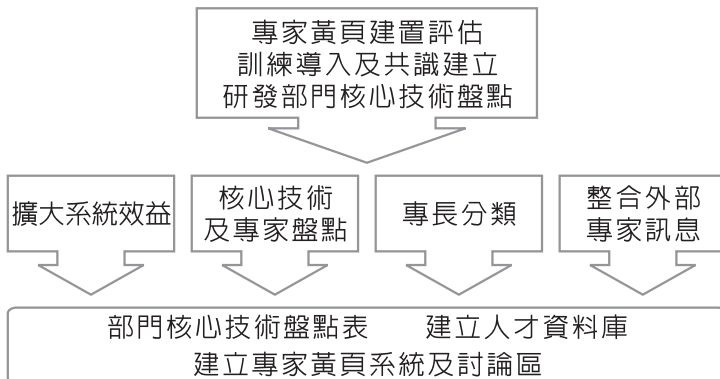 專家黃頁建置評估
訓練導入及共識建立
研發部門核心技術盤點
擴大系統效益
核心技術
及專家盤點
專長分類
整合外部
專家訊息
部門核心技術盤點表 建立人才資料庫
建立專家黃頁系統及討論區